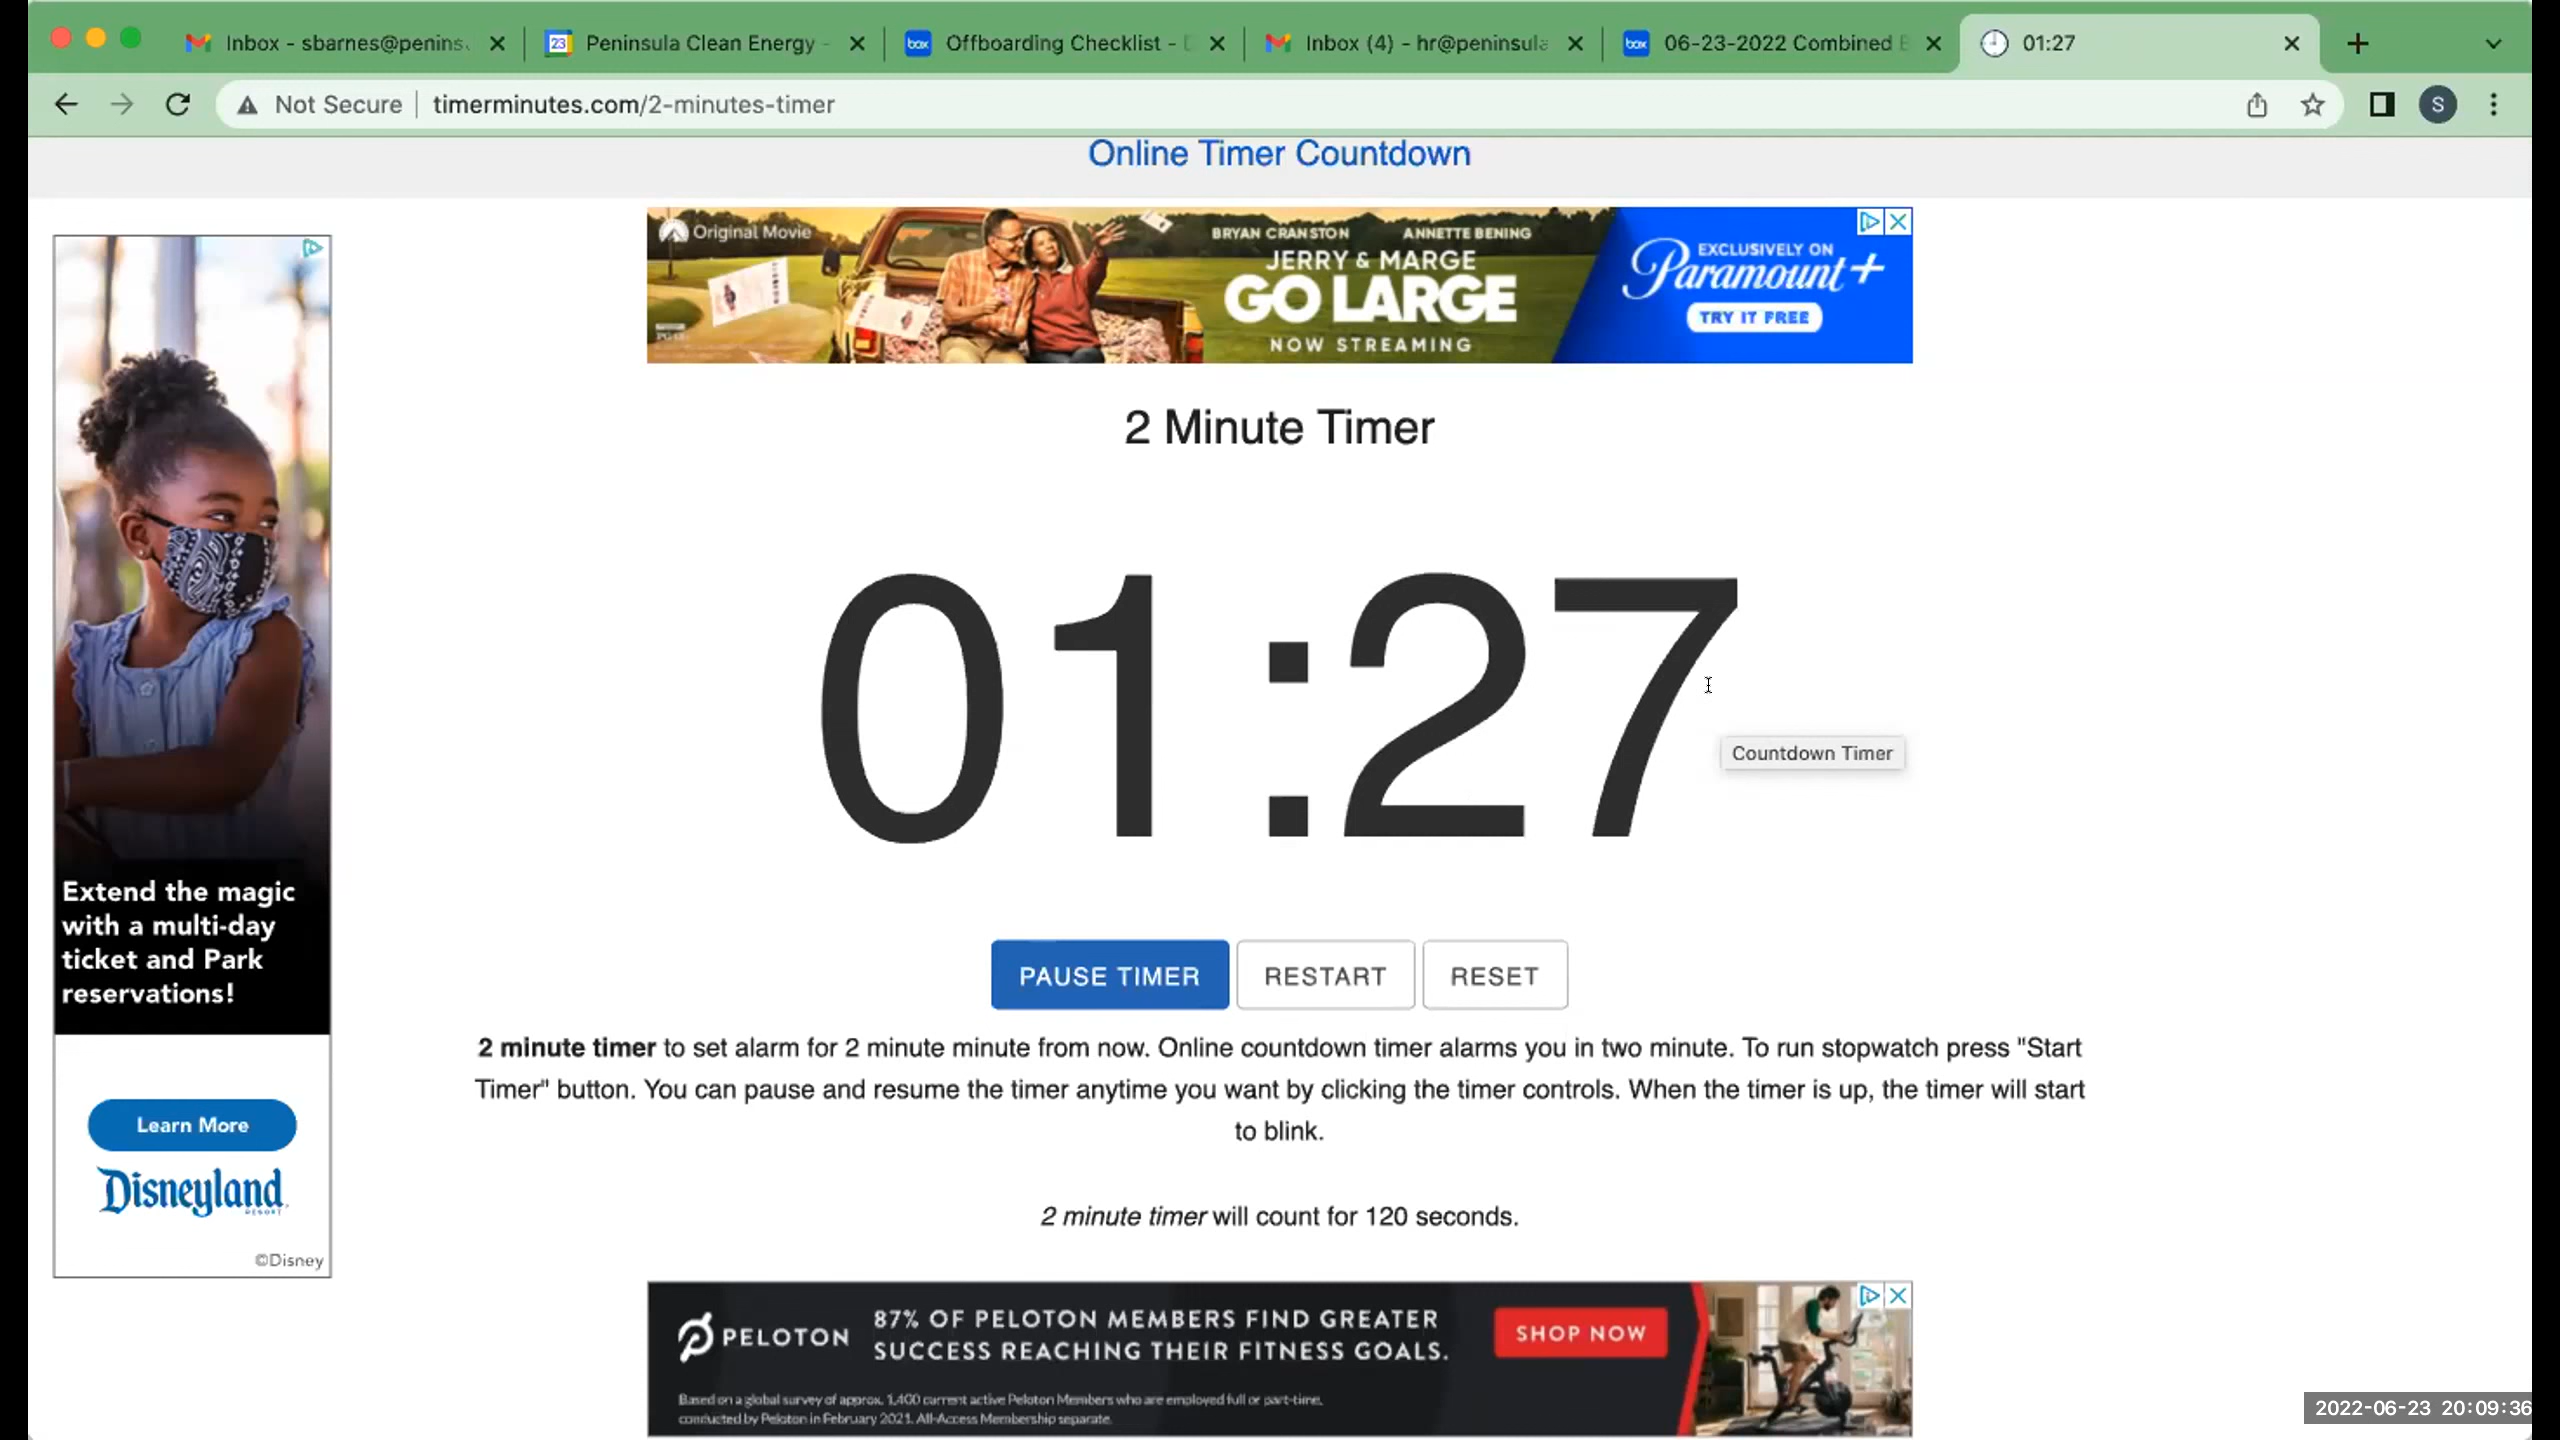 Inbox - sbarnes@penins
Peninsula Clean Energy -
Offboarding Checklist -
Inbox (4) - hr@peninsula
06-23-2022 Combined
01:27
Not Secure
timerminutes.com/2-minutes-timer
S
Online Timer Countdown
Original Movie
BRYAN CRANSTON ANNETTE BENING
JERRY & MARGE
GO LARGE
NOW STREAMING
EXCLUSIVELY ON
Paramount+
TRY IT FREE
2 Minute Timer
01:27
Countdown Timer
Extend the magic
with a multi-day
ticket and Park
reservations!
Learn More
Disneyland
RESORT
©Disney
PAUSE TIMER
RESTART
RESET
2 minute timer to set alarm for 2 minute minute from now. Online countdown timer alarms you in two minute. To run stopwatch press "Start
Timer" button. You can pause and resume the timer anytime you want by clicking the timer controls. When the timer is up, the timer will start
to blink.
2 minute timer will count for 120 seconds.
PELOTON
87% OF PELOTON MEMBERS FIND GREATER
SUCCESS REACHING THEIR FITNESS GOALS.
SHOP NOW
Based on a global survey of approx. 1,400 current active Peloton Members who are employed full or part-time,
conducted by Peloton in February 2021. All-Access Membership separate.
2022-06-23 20:09:36